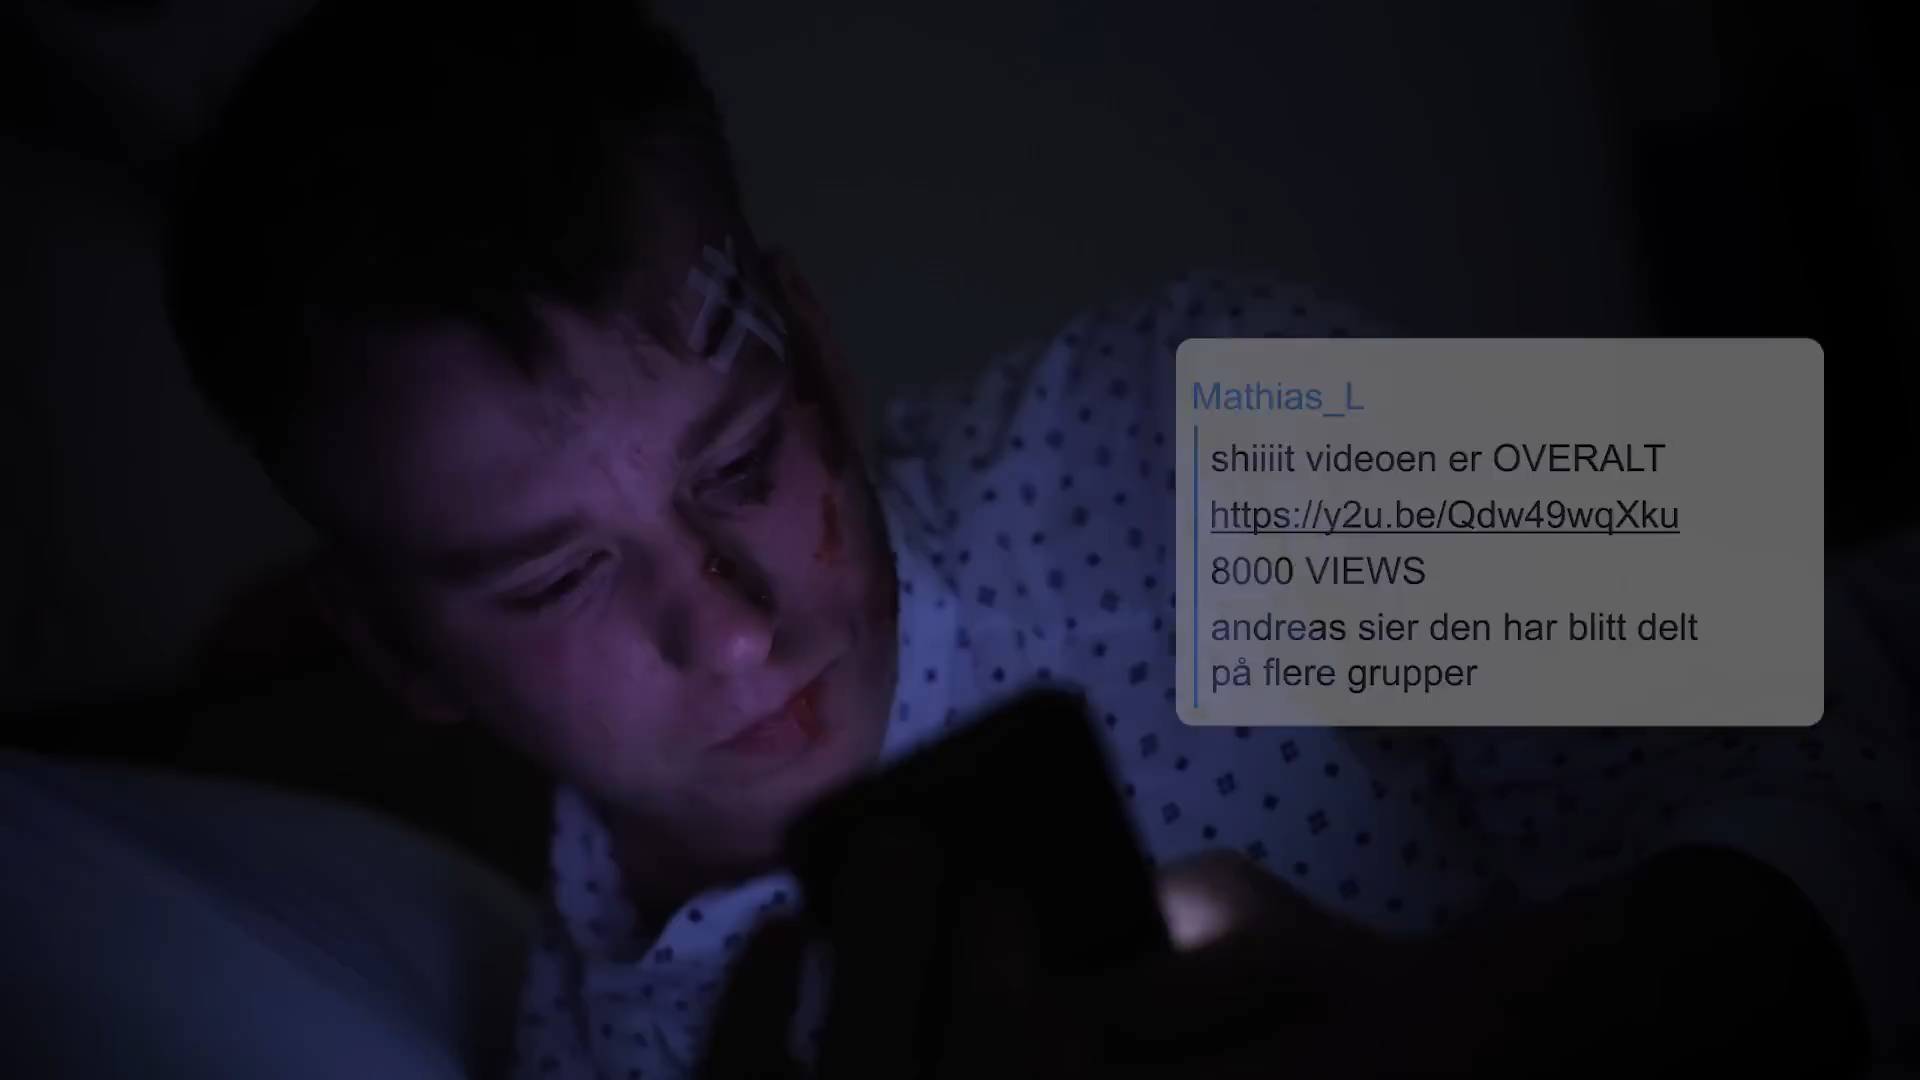 Mathias_L
shiiiit videoen er OVERALT
https://y2u.be/Qdw49wqXku
8000 VIEWS
andreas sier den har blitt delt
på flere grupper